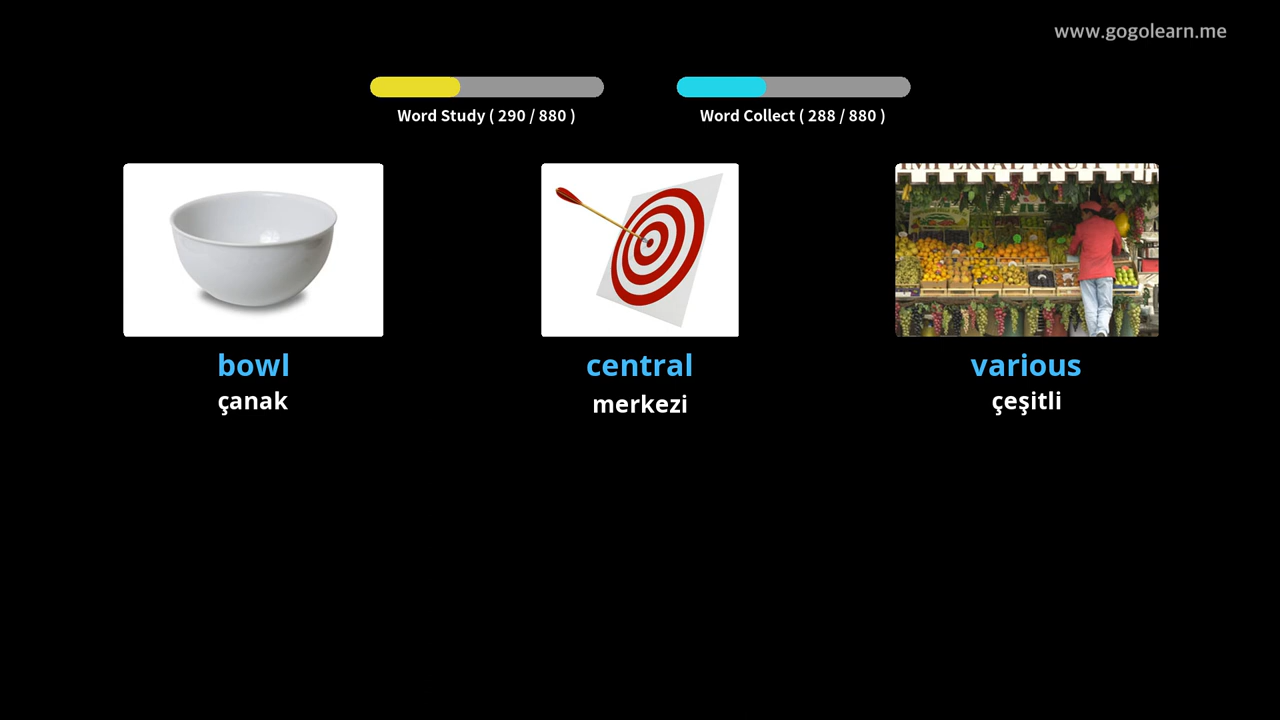 www.gogolearn.me
Word Study ( 290 / 880 )
Word Collect ( 288 / 880 )
bowl
çanak
central
merkezi
various
çeşitli